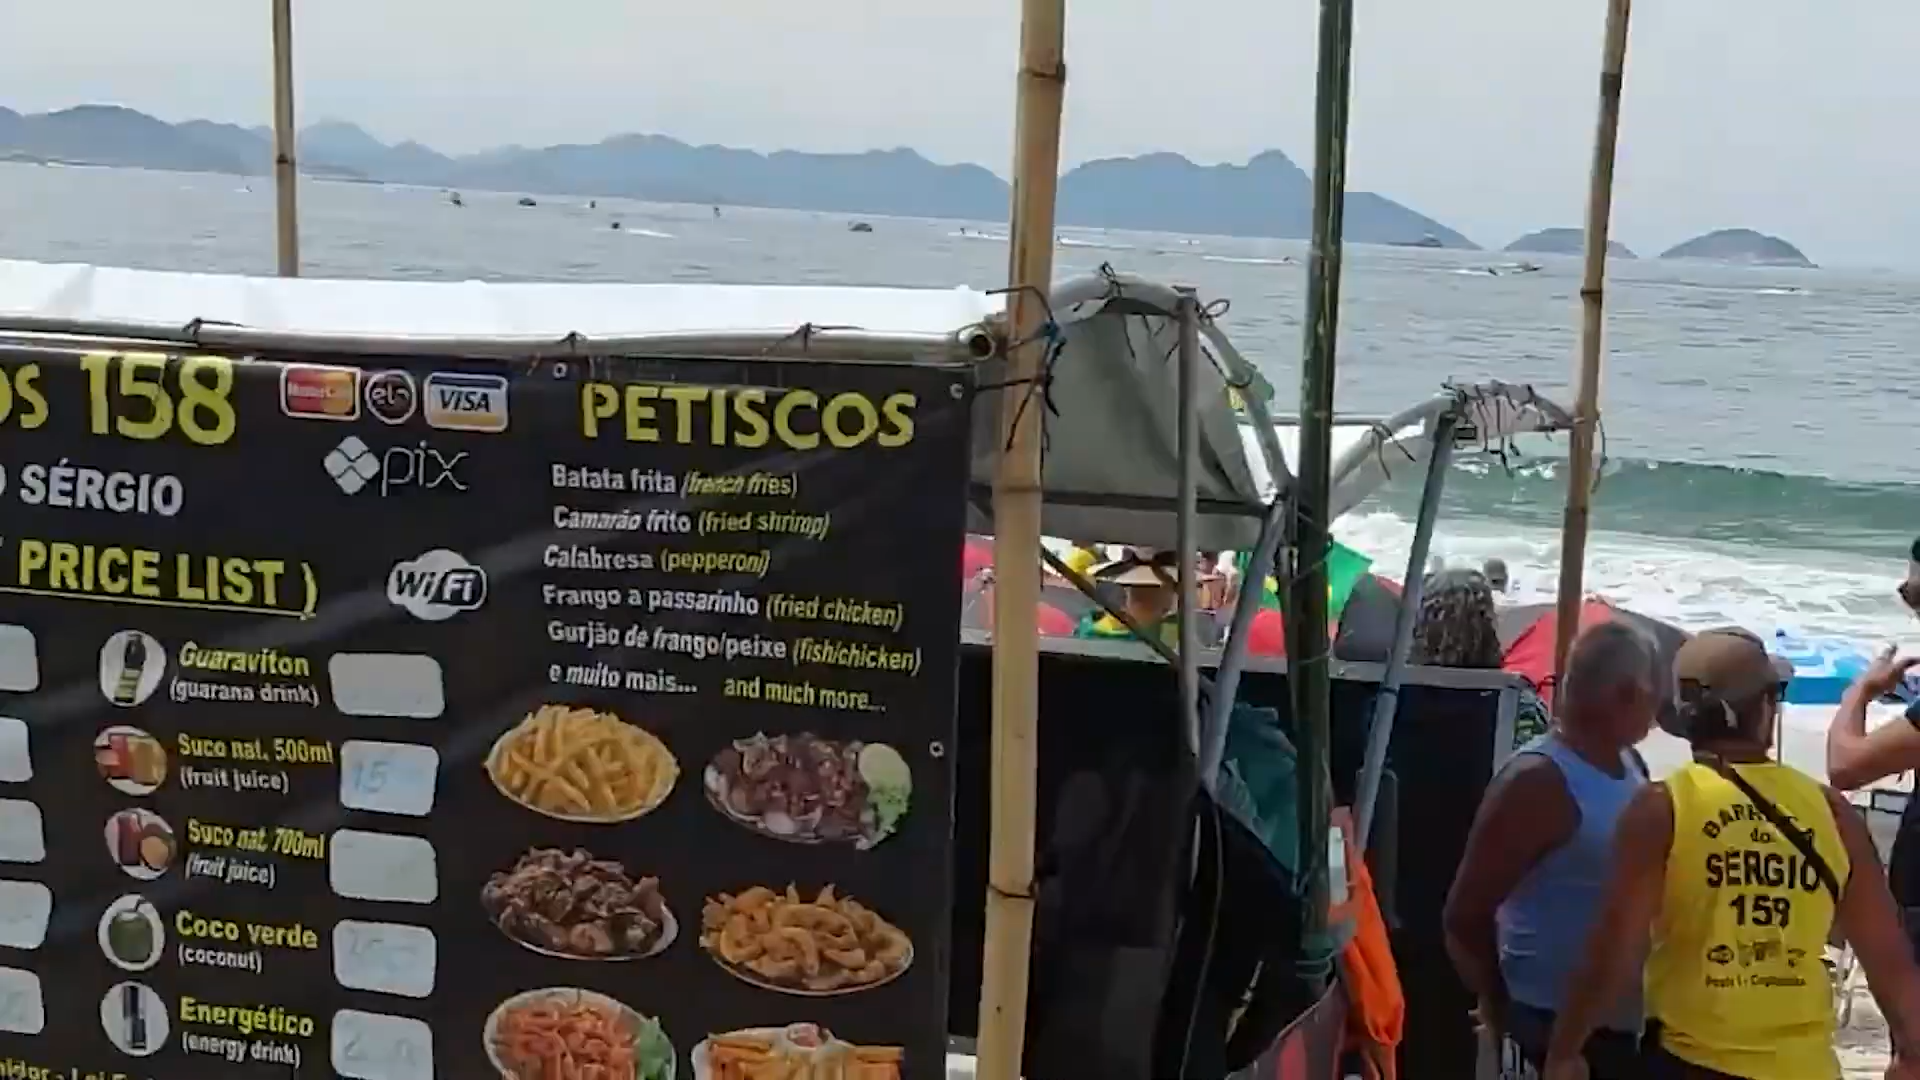 OS 158
SÉRGIO
PRICE LIST )
MasterCard
elo
VISA
pix
WiFi
Guaraviton
(guarana drink)
Suco nat. 500ml
(fruit juice)
15
Suco nat. 700ml
(fruit juice)
Coco verde
(coconut)
Energético
(energy drink)
PETISCOS
Batata frita (french fries)
Camarão frito (fried shrimp)
Calabresa (pepperoni)
Frango a passarinho (fried chicken)
Gurjão de frango/peixe (fish/chicken)
e muito mais... and much more...
do
SÉRGIO
159